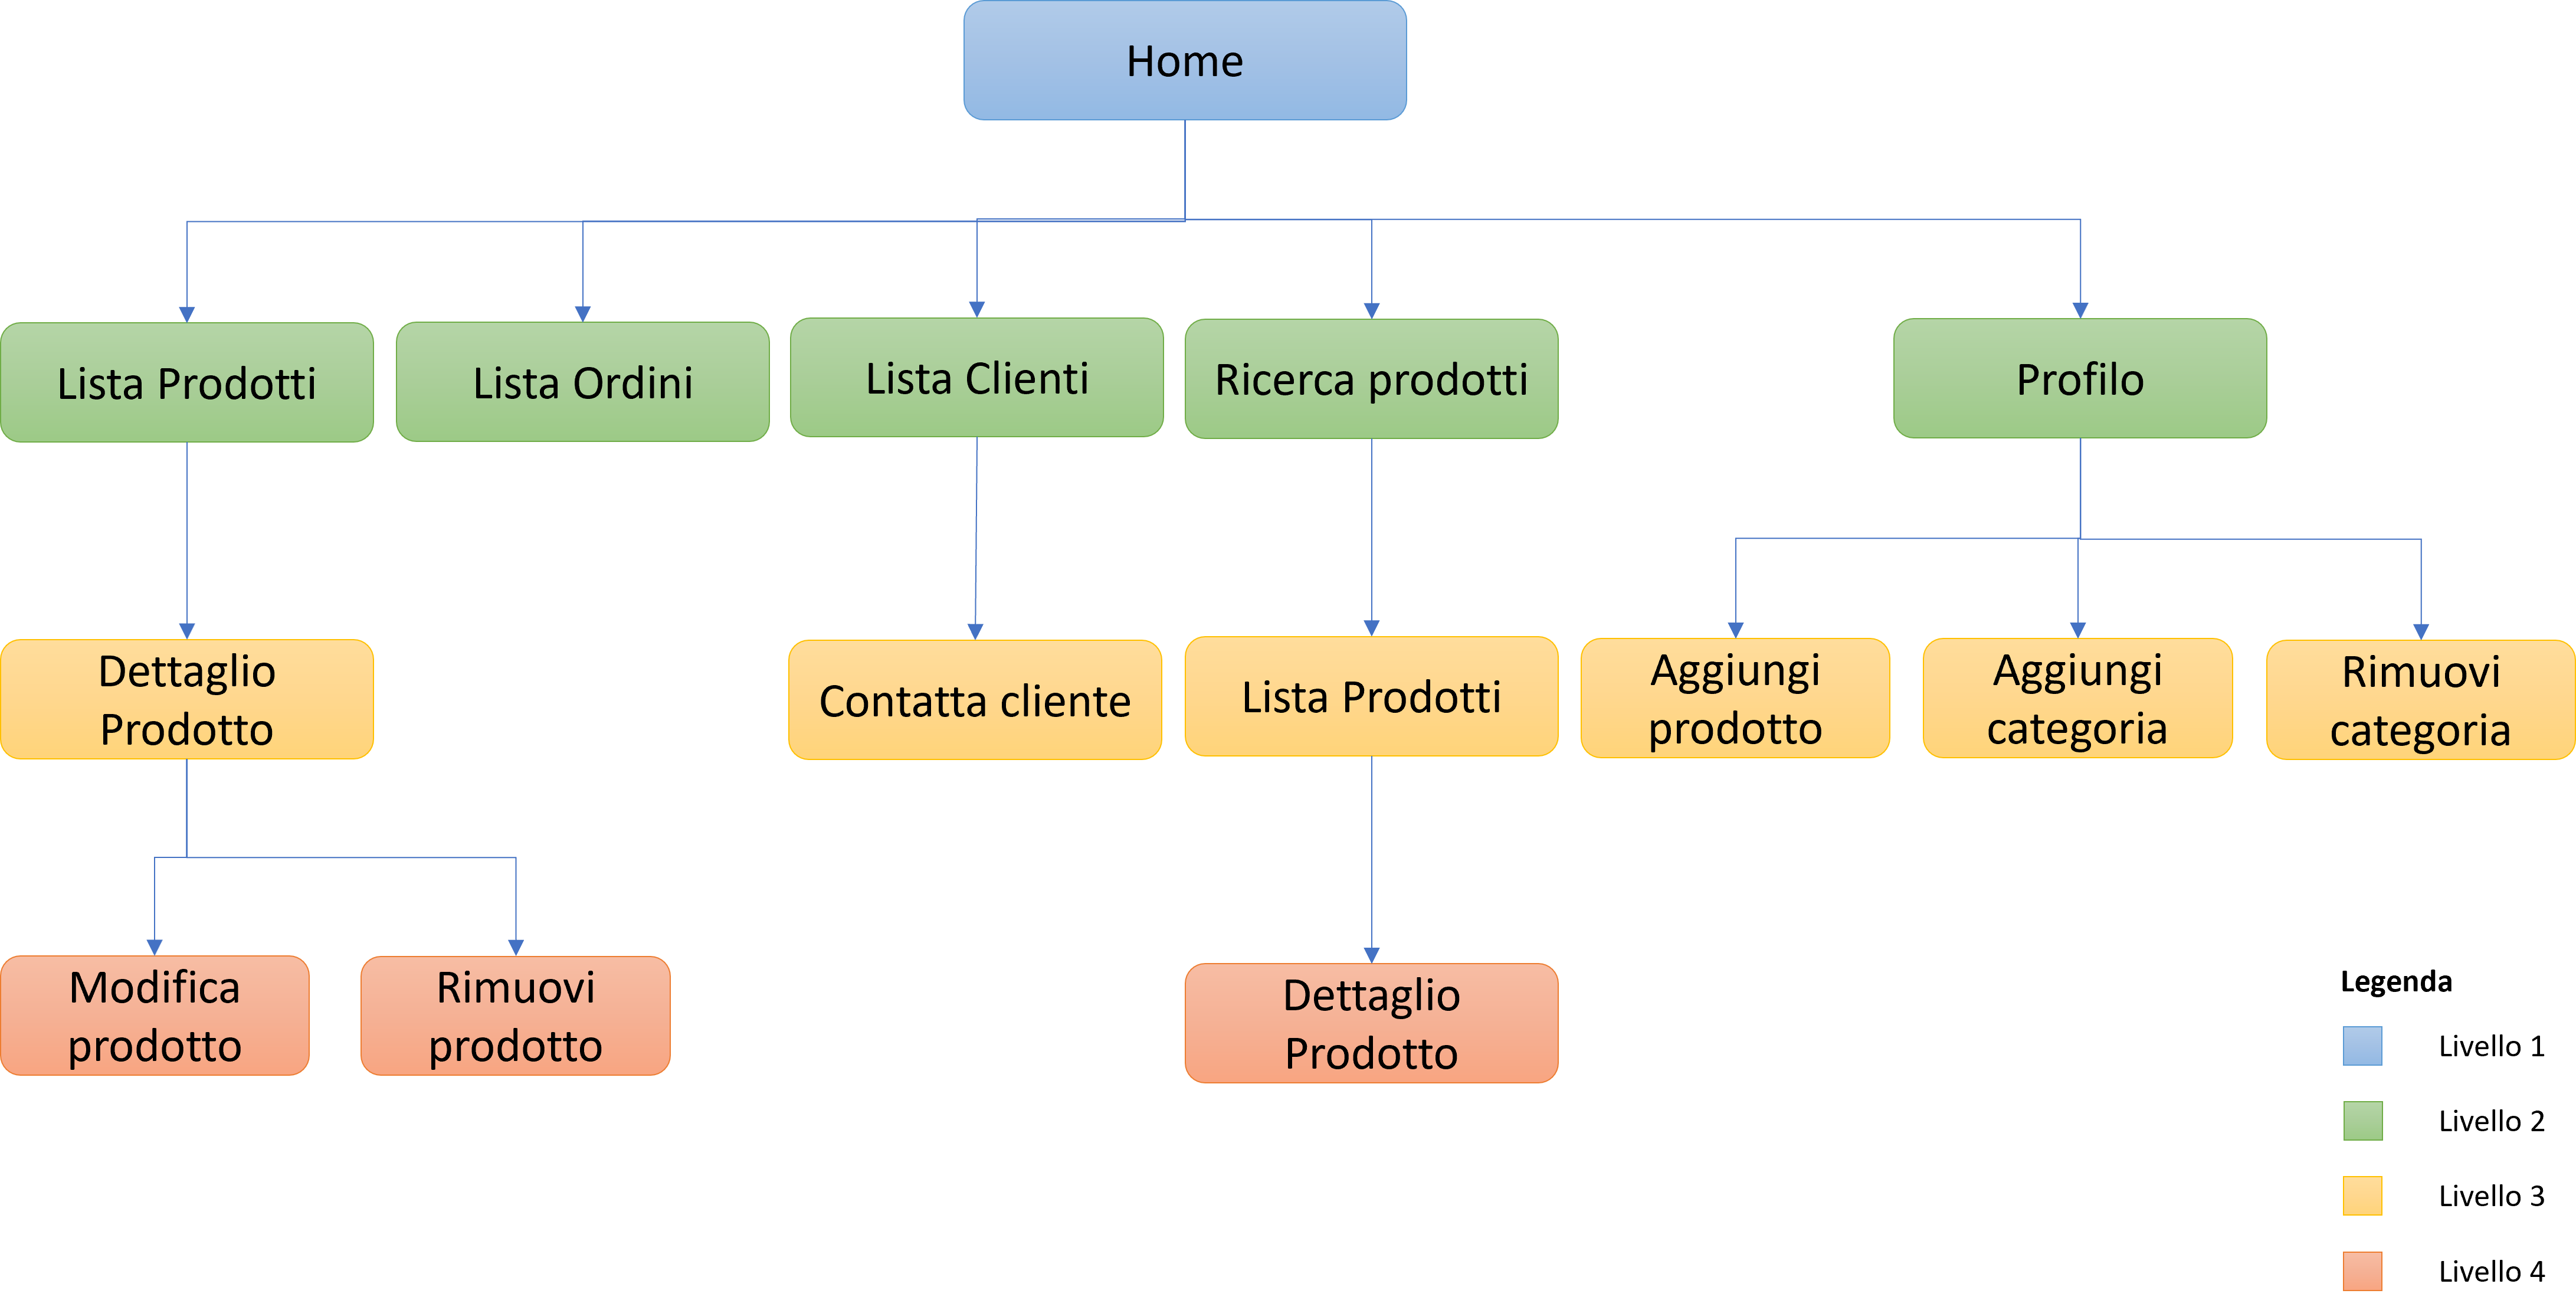 Home
Lista Prodotti
Lista Ordini
Lista Clienti
Ricerca prodotti
Profilo
Dettaglio
Prodotto
Contatta cliente
Lista Prodotti
Aggiungi
prodotto
Aggiungi
categoria
Rimuovi
categoria
Modifica
prodotto
Rimuovi
prodotto
Dettaglio
Prodotto
Legenda
Livello 1
Livello 2
Livello 3
Livello 4